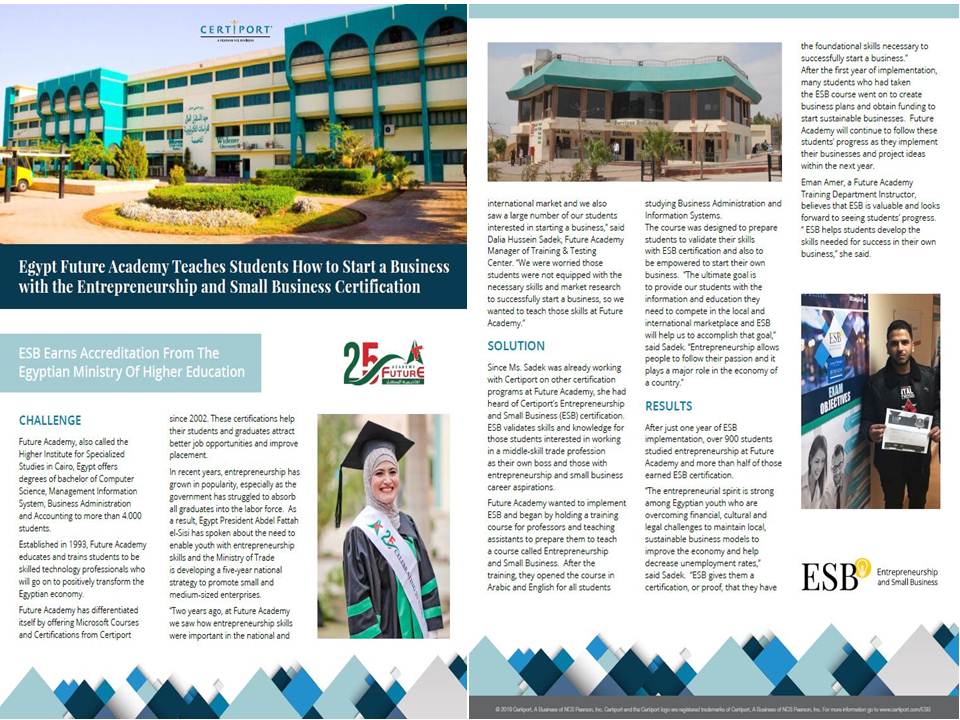 CERTIPORT
A PEARSON VUE BUSINESS
Widener
Egypt Future Academy Teaches Students How to Start a Business
with the Entrepreneurship and Small Business Certification
ESB Earns Accreditation From The
Egyptian Ministry Of Higher Education
25
ACADEMY
FUTURE
CHALLENGE
Future Academy, also called the
Higher Institute for Specialized
Studies in Cairo, Egypt offers
degrees of bachelor of Computer
Science, Management Information
System, Business Administration
and Accounting to more than 4.000
students.
Established in 1993, Future Academy
educates and trains students to be
skilled technology professionals who
will go on to positively transform the
Egyptian economy.
Future Academy has differentiated
itself by offering Microsoft Courses
and Certifications from Certiport
since 2002. These certifications help
their students and graduates attract
better job opportunities and improve
placement.
In recent years, entrepreneurship has
grown in popularity, especially as the
government has struggled to absorb
all graduates into the labor force. As
a result, Egypt President Abdel Fattah
el-Sisi has spoken about the need to
enable youth with entrepreneurship
skills and the Ministry of Trade
is developing a five-year national
strategy to promote small and
medium-sized enterprises.
"Two years ago, at Future Academy
we saw how entrepreneurship skills
were important in the national and
25
international market and we also
saw a large number of our students
interested in starting a business," said
Dalia Hussein Sadek, Future Academy
Manager of Training & Testing
Center. "We were worried those
students were not equipped with the
necessary skills and market research
to successfully start a business, so we
wanted to teach those skills at Future
Academy."
SOLUTION
Since Ms. Sadek was already working
with Certiport on other certification
programs at Future Academy, she had
heard of Certiport's Entrepreneurship
and Small Business (ESB) certification.
ESB validates skills and knowledge for
those students interested in working
in a middle-skill trade profession
as their own boss and those with
entrepreneurship and small business
career aspirations.
Future Academy wanted to implement
ESB and began by holding a training
course for professors and teaching
assistants to prepare them to teach
a course called Entrepreneurship
and Small Business. After the
training, they opened the course in
Arabic and English for all students
studying Business Administration and
Information Systems.
The course was designed to prepare
students to validate their skills
with ESB certification and also to
be empowered to start their own
business. "The ultimate goal is
to provide our students with the
information and education they
need to compete in the local and
international marketplace and ESB
will help us to accomplish that goal,"
said Sadek. "Entrepreneurship allows
people to follow their passion and it
plays a major role in the economy of
a country."
RESULTS
After just one year of ESB
implementation, over 900 students
studied entrepreneurship at Future
Academy and more than half of those
earned ESB certification.
"The entrepreneurial spirit is strong
among Egyptian youth who are
overcoming financial, cultural and
legal challenges to maintain local,
sustainable business models to
improve the economy and help
decrease unemployment rates,"
said Sadek. "ESB gives them a
certification, or proof, that they have
the foundational skills necessary to
successfully start a business."
After the first year of implementation,
many students who had taken
the ESB course went on to create
business plans and obtain funding to
start sustainable businesses. Future
Academy will continue to follow these
students' progress as they implement
their businesses and project ideas
within the next year.
Eman Amer, a Future Academy
Training Department Instructor,
believes that ESB is valuable and looks
forward to seeing students' progress.
" ESB helps students develop the
skills needed for success in their own
business," she said.
ESB
EXAM
OBJECTIVES
ESB
Entrepreneurship
and Small Business
© 2019 Certiport, A Business of NCS Pearson, Inc. Certiport and the Certiport logo are registered trademarks of Certiport, A Business of NCS Pearson, Inc. For more information go to www.certiport.com/ESB